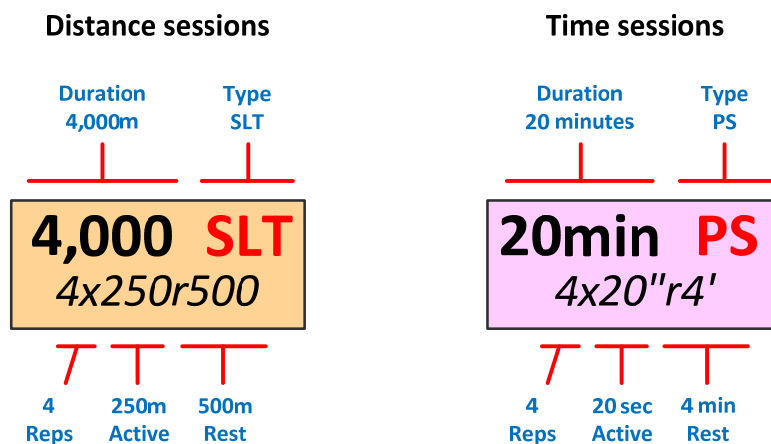 Distance sessions
Duration
4,000m
Type
SLT
4,000 SLT
4x250r500
4
Reps
250m
Active
500m
Rest
Time sessions
Duration
20 minutes
Type
PS
20min PS
4x20"r4'
4
Reps
20 sec
Active
4 min
Rest